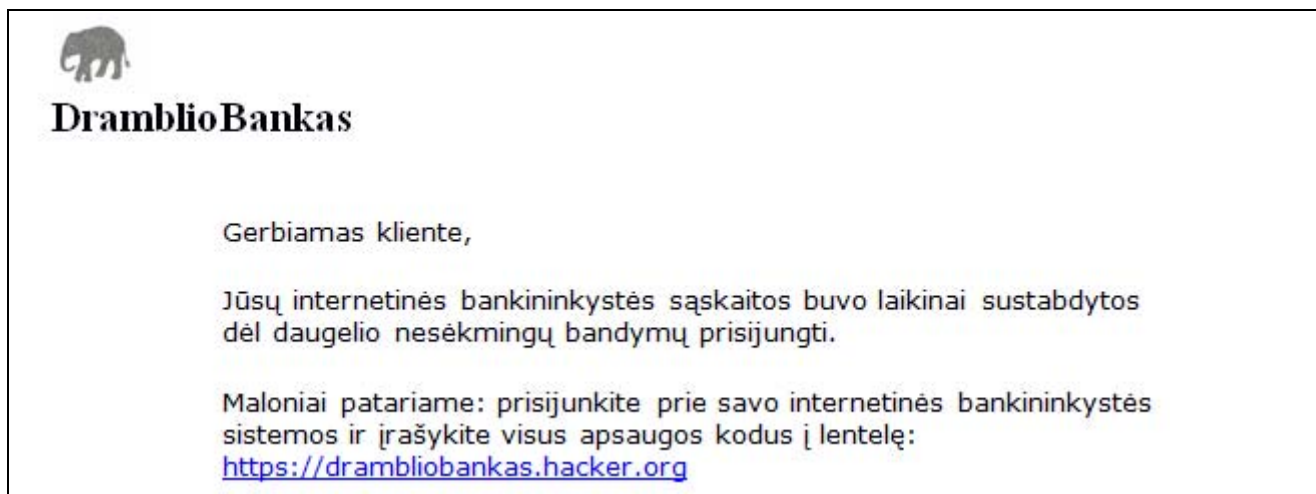 DramblioBankas
Gerbiamas kliente,
Jūsų internetinės bankininkystės sąskaitos buvo laikinai sustabdytos
dėl daugelio nesėkmingų bandymų prisijungti.
Maloniai patariame: prisijunkite prie savo internetinės bankininkystės
sistemos ir įrašykite visus apsaugos kodus į lentelę:
https://drambliobankas.hacker.org